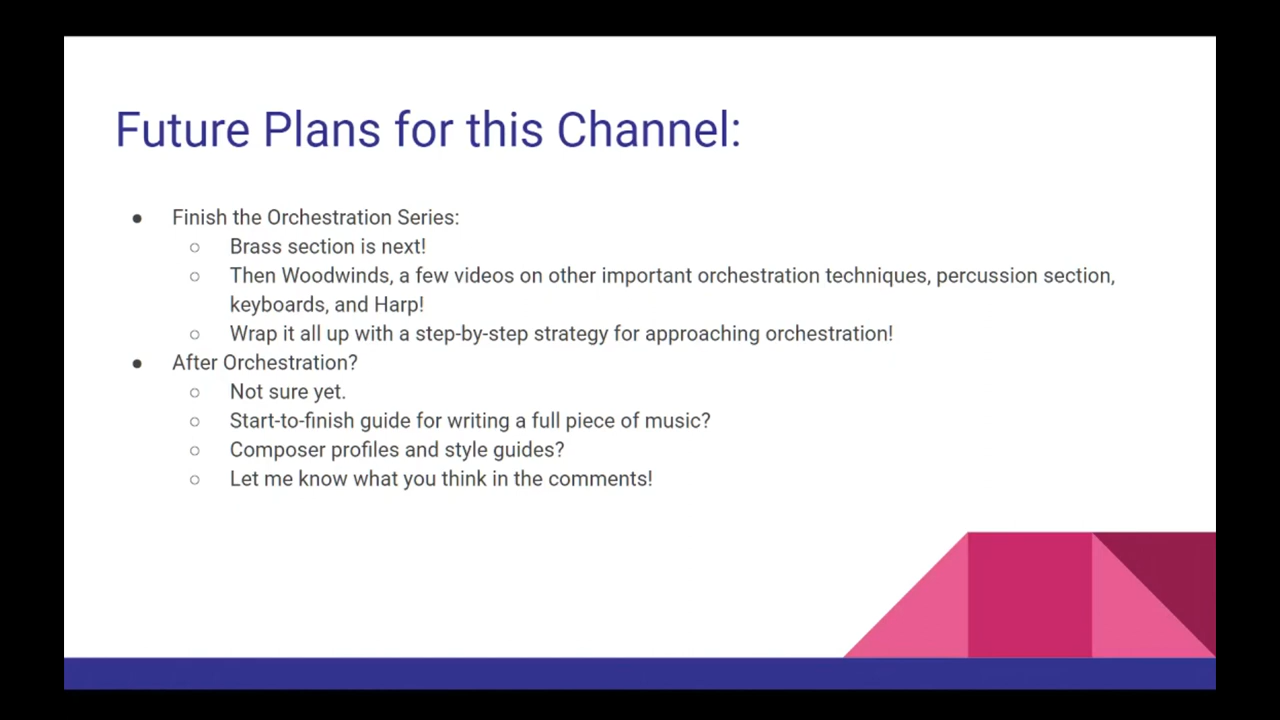 Future Plans for this Channel:
● Finish the Orchestration Series:
○ Brass section is next!
○ Then Woodwinds, a few videos on other important orchestration techniques, percussion section,
keyboards, and Harp!
○ Wrap it all up with a step-by-step strategy for approaching orchestration!
● After Orchestration?
○ Not sure yet.
○ Start-to-finish guide for writing a full piece of music?
○ Composer profiles and style guides?
○ Let me know what you think in the comments!